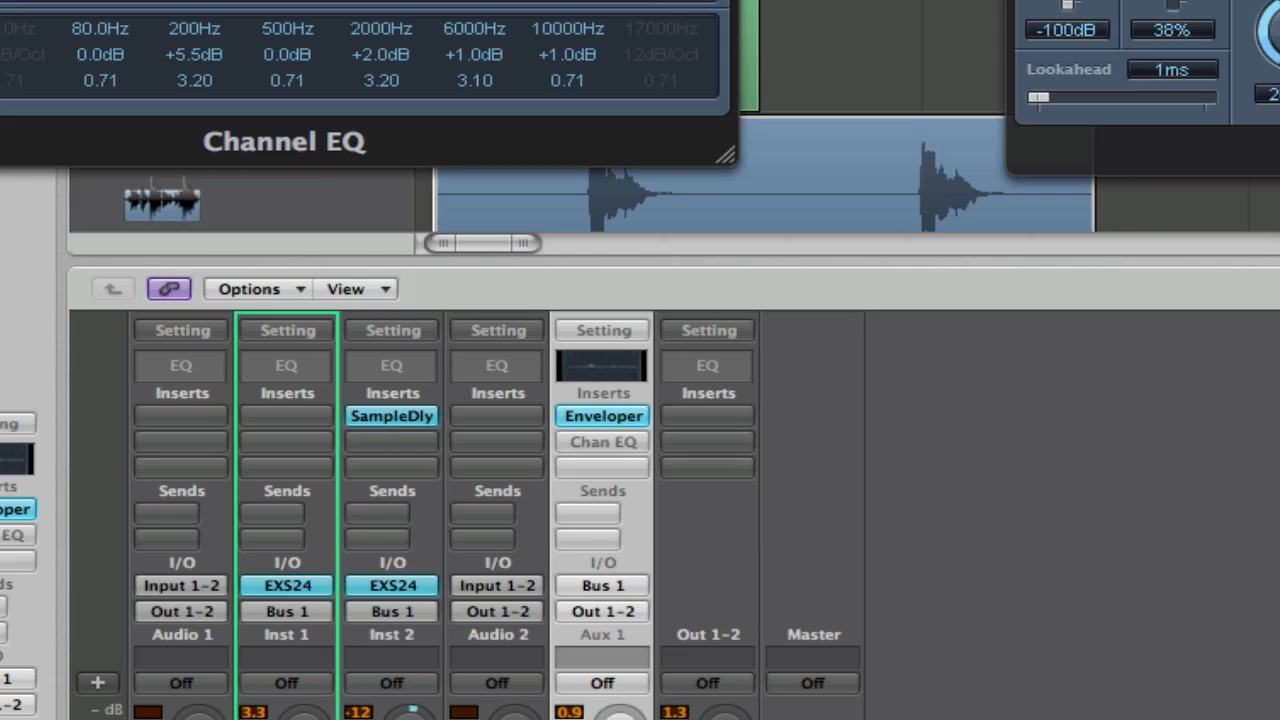 80.0Hz 200Hz 500Hz 2000Hz 6000Hz 10000Hz 17000Hz
0.0dB +5.5dB 0.0dB +2.0dB +1.0dB +1.0dB 12dB/Oct
0.71 3.20 0.71 3.20 3.10 0.71 0.71
Channel EQ
-100dB 38%
Lookahead 1ms
Options View
Setting Setting Setting Setting Setting Setting
EQ EQ EQ EQ EQ
Inserts Inserts Inserts Inserts Inserts Inserts
SampleDly Enveloper
Chan EQ
Sends Sends Sends Sends Sends
I/O I/O I/O I/O I/O
Input 1-2 EXS24 EXS24 Input 1-2 Bus 1
Out 1-2 Bus 1 Bus 1 Out 1-2 Out 1-2
Audio 1 Inst 1 Inst 2 Audio 2 Aux 1 Out 1-2 Master
+ Off Off Off Off Off Off Off
- dB 3.3 -12 0.9 1.3